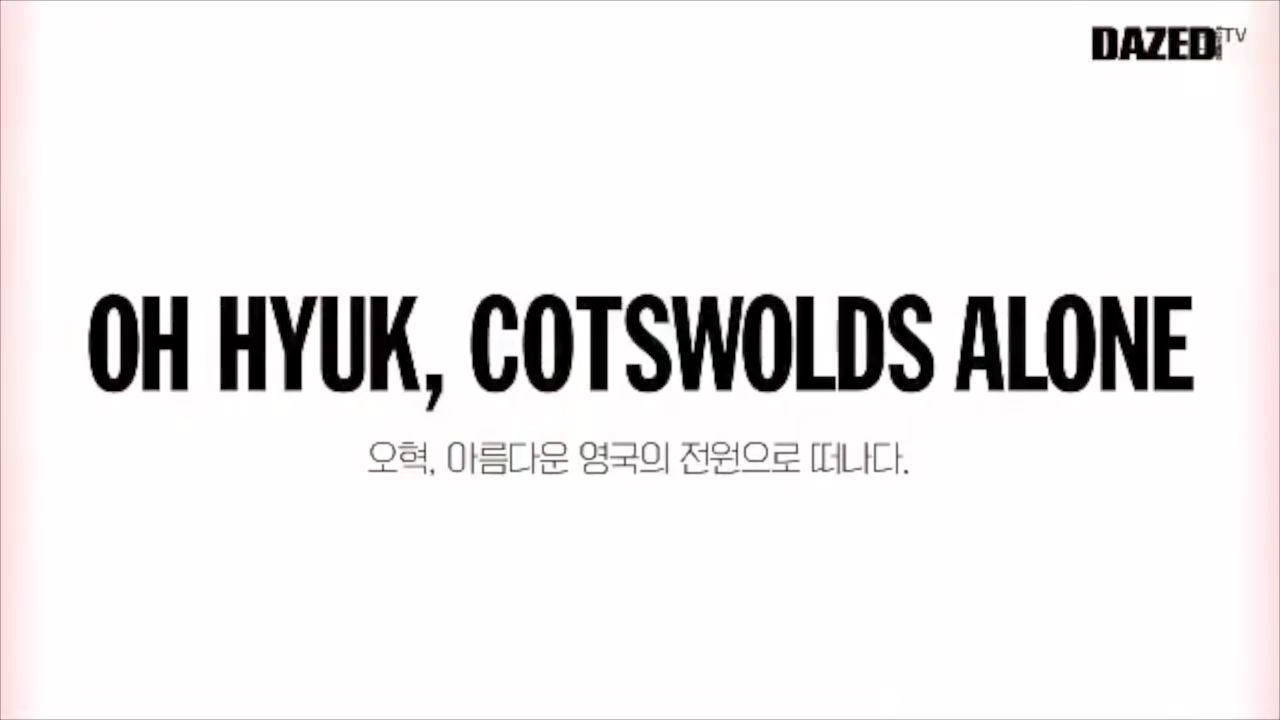 DAZED TV
OH HYUK, COTSWOLDS ALONE
오혁, 아름다운 영국의 전원으로 떠나다.